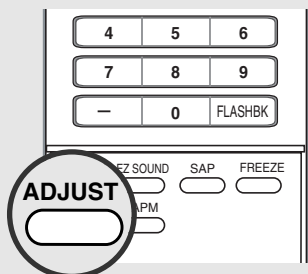 4 5 6
7 8 9
— 0 FLASHBK
EZ SOUND SAP FREEZE
ADJUST
APM